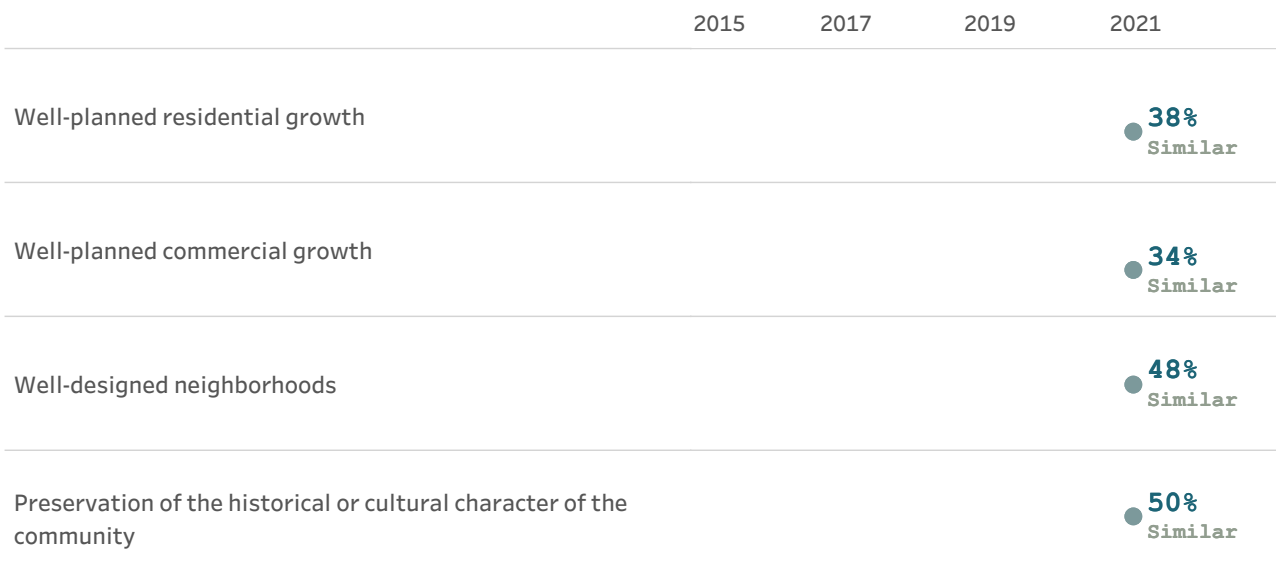 2015 2017 2019 2021
Well-planned residential growth
38%
Similar
Well-planned commercial growth
34%
Similar
Well-designed neighborhoods
48%
Similar
Preservation of the historical or cultural character of the
community
50%
Similar